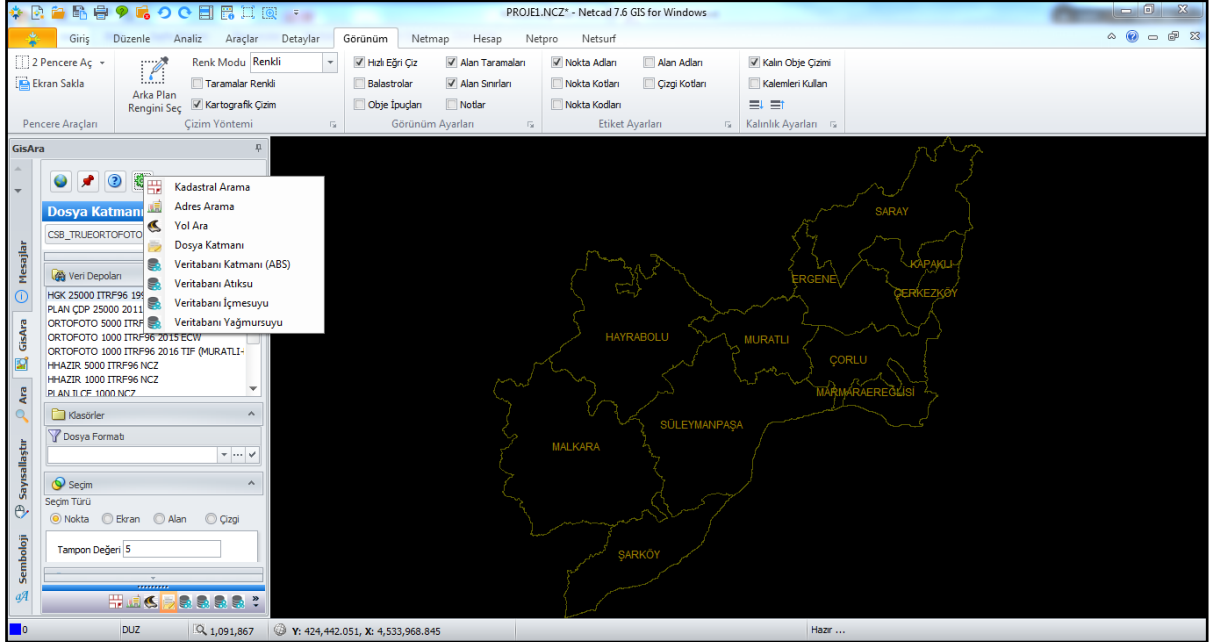 PROJE1.NCZ* - Netcad 7.6 GIS for Windows
Giriş Düzenle Analiz Araçlar Detaylar Görünüm Netmap Hesap Netpro Netsurf
2 Pencere Aç
Ekran Sakla
Pencere Araçları
Arka Plan
Rengini Seç
Renk Modu Renkli
Taramalar Renkli
Kartografik Çizim
Çizim Yöntemi
Hızlı Eğri Çiz
Balastrolar
Obje İpuçları
Alan Taramaları
Alan Sınırları
Notlar
Görünüm Ayarları
Nokta Adları
Nokta Kotları
Nokta Kodları
Alan Adları
Çizgi Kotları
Etiket Ayarları
Kalın Obje Çizimi
Kalemleri Kullan
Kalınlık Ayarları
GisAra
Mesajlar
GisAra
Ara
Sayısallaştır
Semboloji
Kadastral Arama
Adres Arama
Yol Ara
Dosya Katmanı
Veritabanı Katmanı (ABS)
Veritabanı Atıksu
Veritabanı İçmesuyu
Veritabanı Yağmursuyu
CSB_TRUEORTOFOTO
Veri Depoları
PLAN ÇDP 25000 2011
ORTOFOTO 1000 ITRF96 2015 ECW
ORTOFOTO 1000 ITRF96 2016 TIF (MURATLI-
HHAZIR 5000 ITRF96 NCZ
HHAZIR 1000 ITRF96 NCZ
PLAN İLÇE 1000 NCZ
Klasörler
Dosya Formatı
Seçim
Seçim Türü
Nokta Ekran Alan Çizgi
Tampon Değeri 5
SARAY
KAPAKLI
ERGENE
ÇERKEZKÖY
HAYRABOLU
MURATLI
ÇORLU
MARMARAEREĞLİSİ
SÜLEYMANPAŞA
MALKARA
ŞARKÖY
0 DUZ 1,091,867 Y: 424,442.051, X: 4,533,968.845 Hazır ...